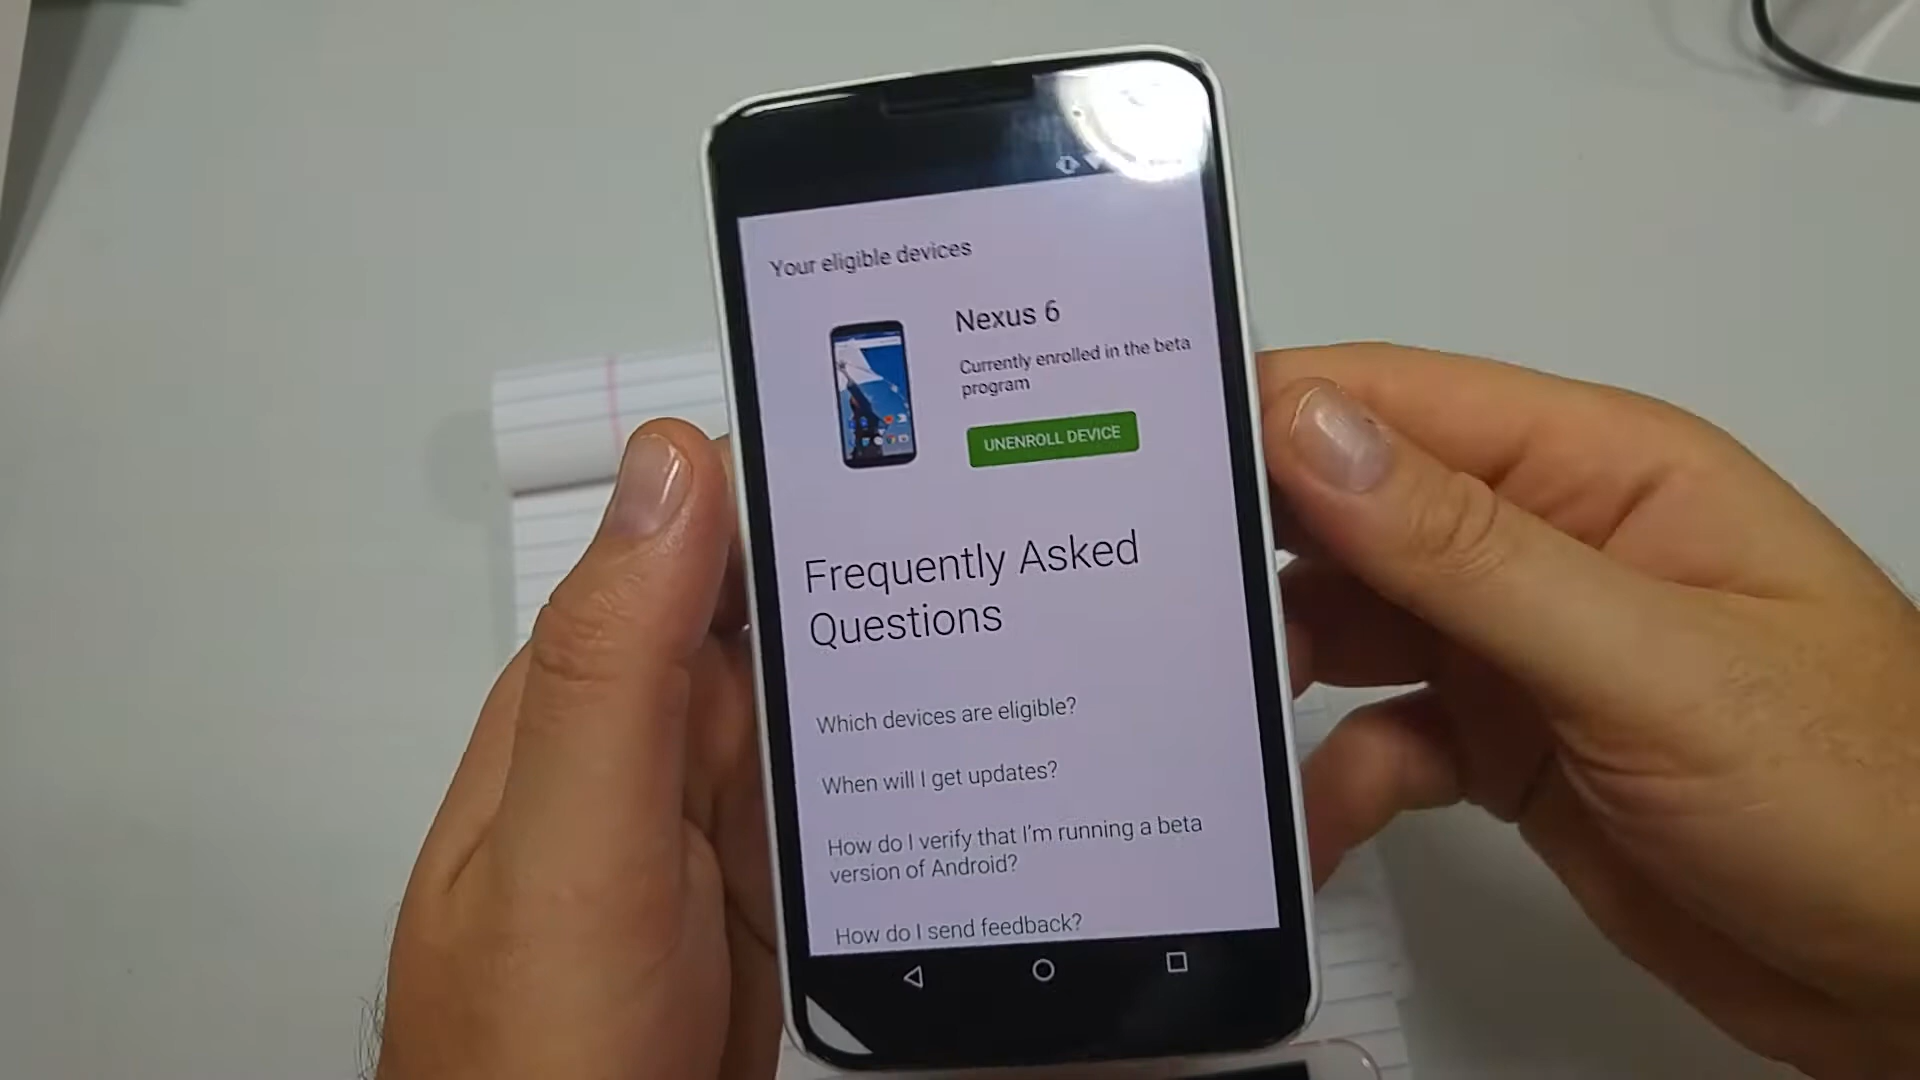 Your eligible devices
Nexus 6
Currently enrolled in the beta
program
UNENROLL DEVICE
Frequently Asked
Questions
Which devices are eligible?
When will I get updates?
How do I verify that I'm running a beta
version of Android?
How do I send feedback?